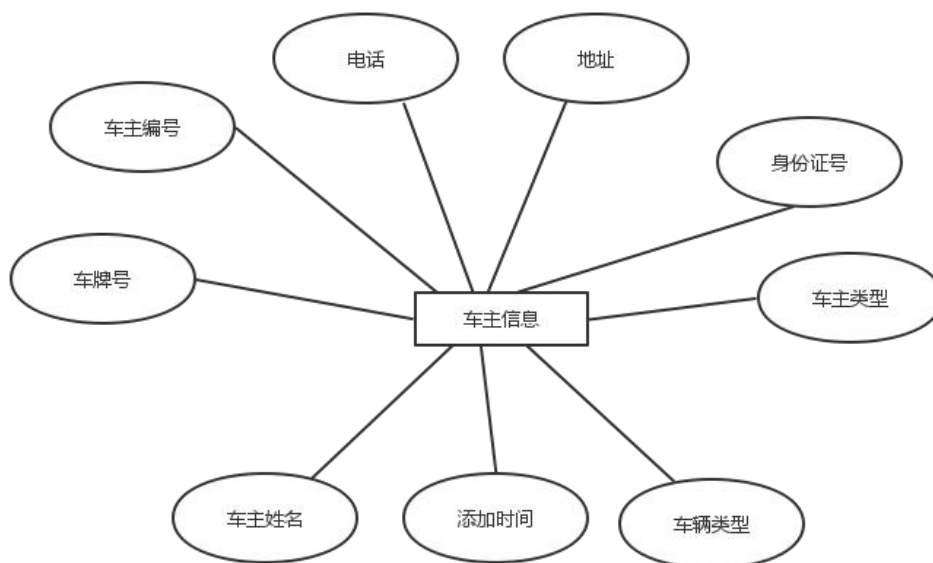 电话
地址
车主编号
身份证号
车牌号
车主类型
车主信息
车主姓名
添加时间
车辆类型